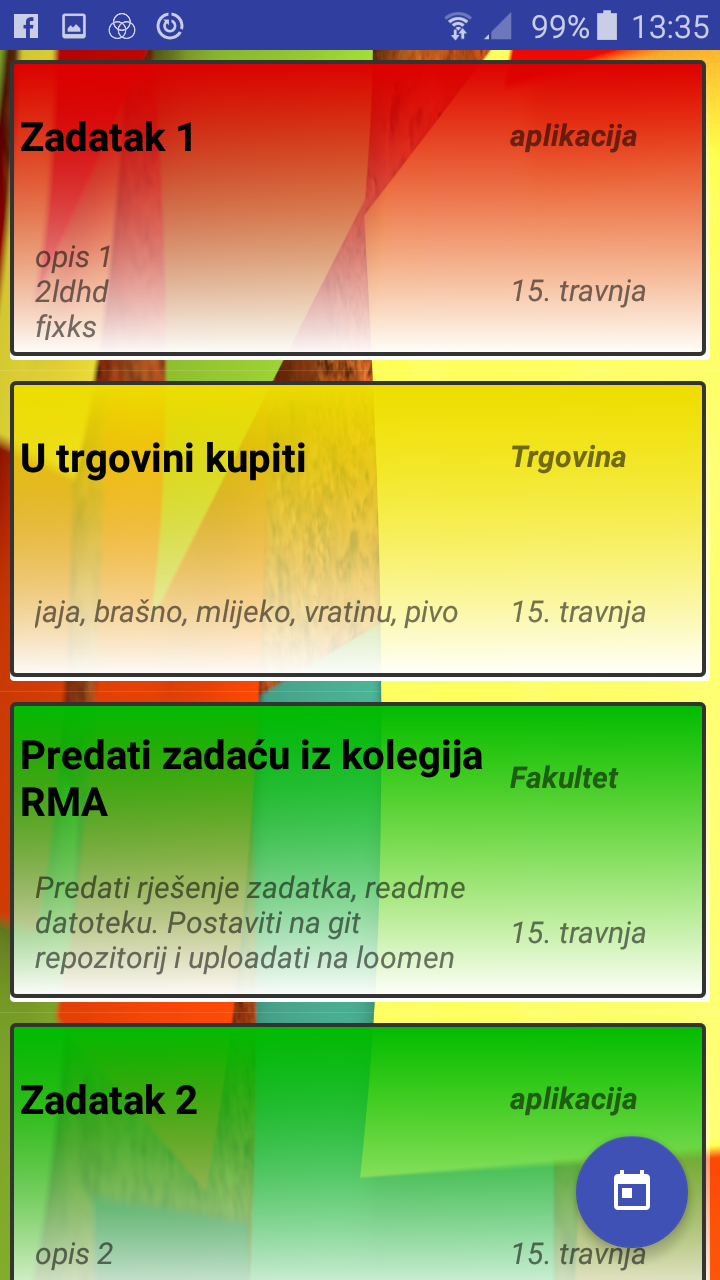 99% 13:35
Zadatak 1
aplikacija
opis 1
2ldhd
fjxks
15. travnja
U trgovini kupiti
Trgovina
jaja, brašno, mlijeko, vratinu, pivo
15. travnja
Predati zadaću iz kolegija
RMA
Fakultet
Predati rješenje zadatka, readme
datoteku. Postaviti na git
repozitorij i uploadati na loomen
15. travnja
Zadatak 2
aplikacija
opis 2
15. travnja